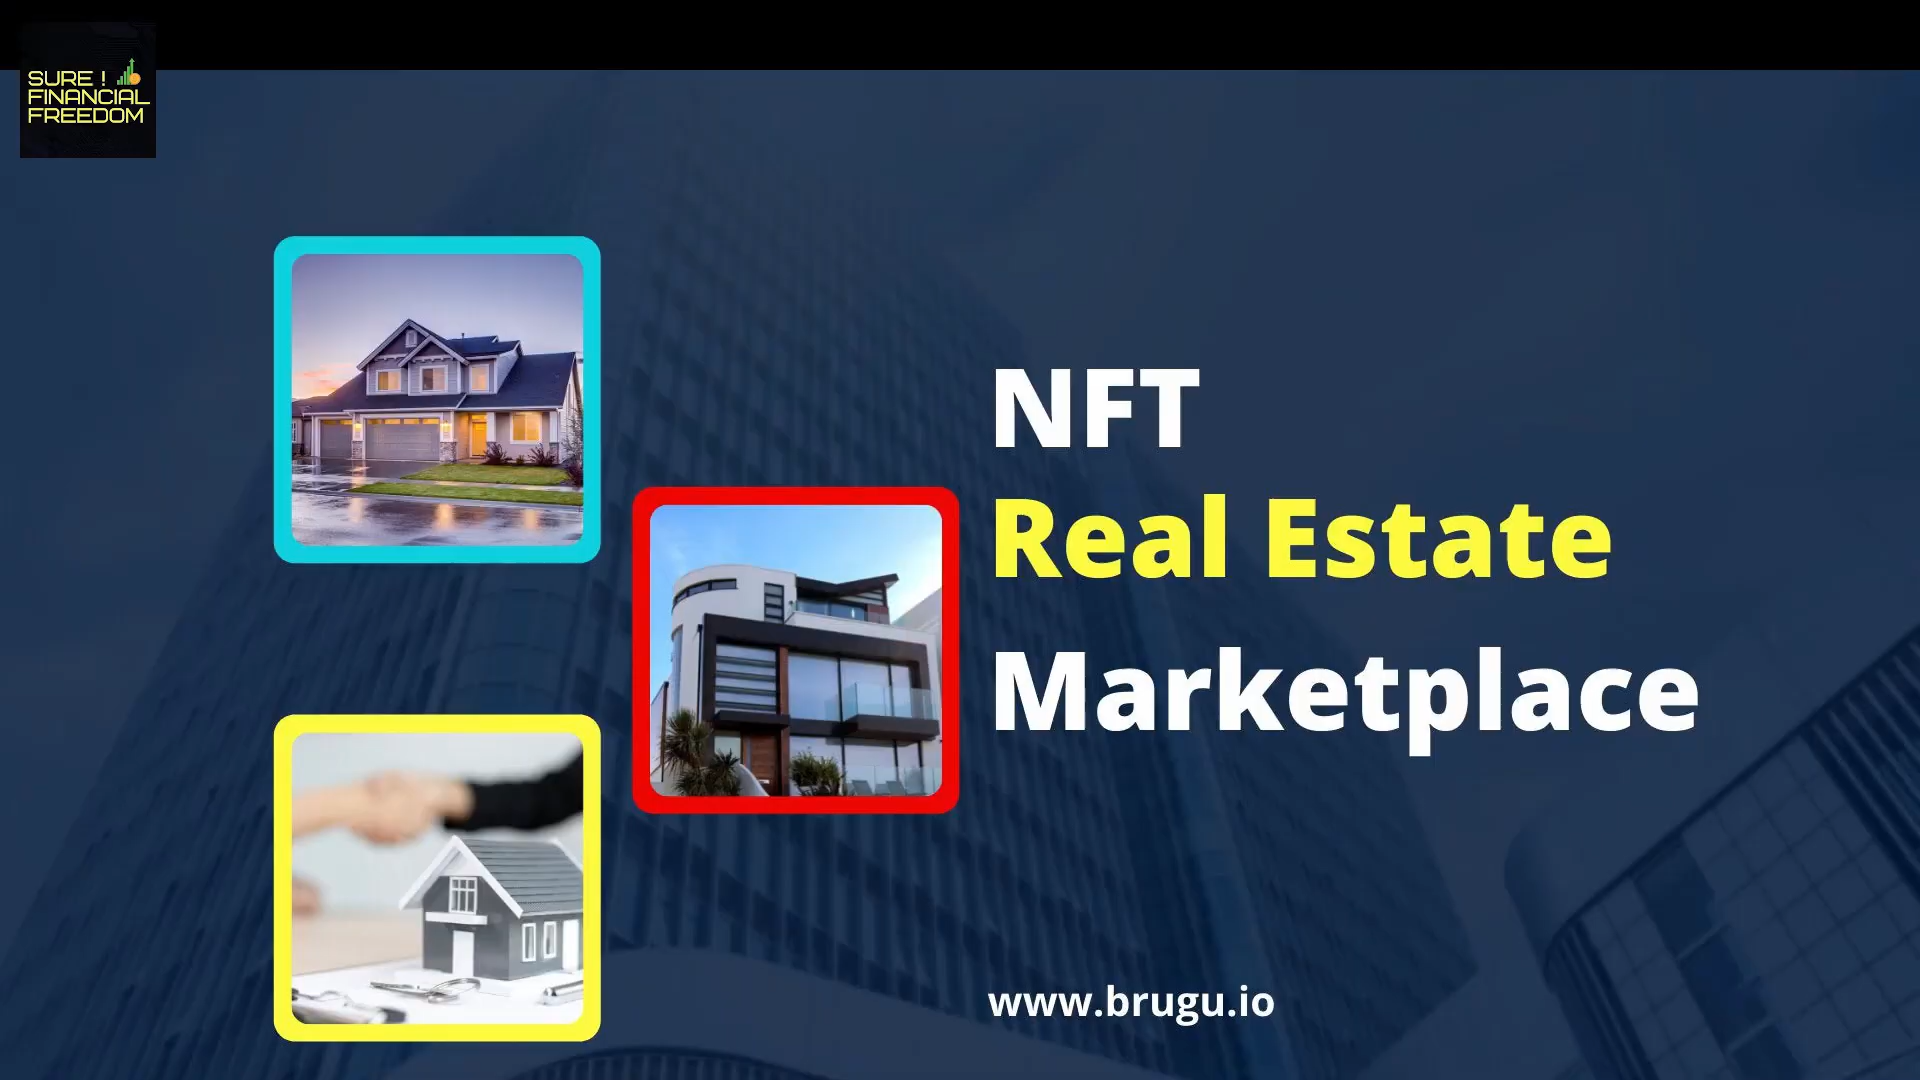 SURE !
FINANCIAL
FREEDOM
NFT
Real Estate
Marketplace
www.brugu.io